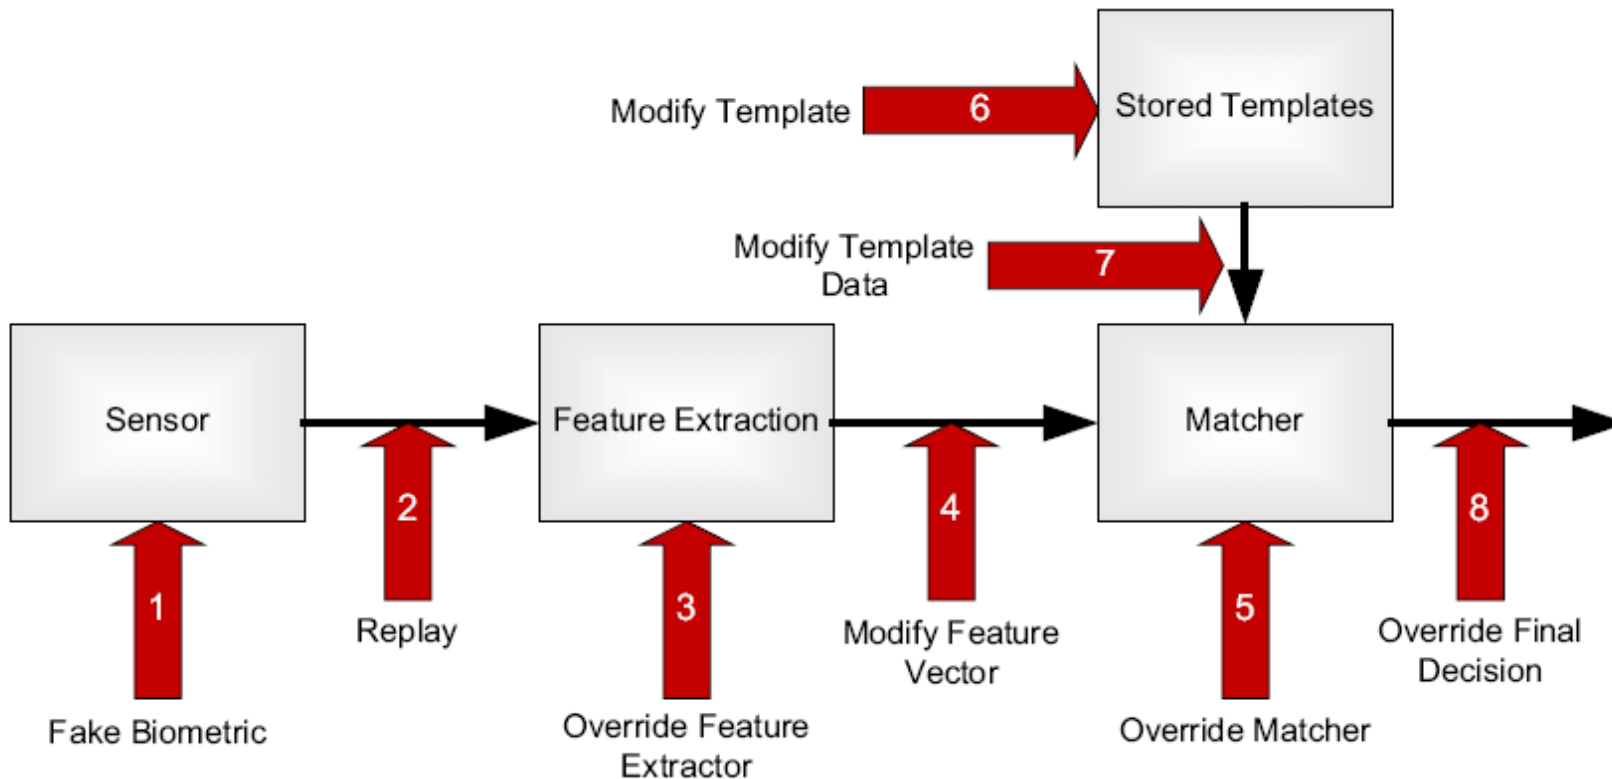 Modify Template
6
Stored Templates
Modify Template
Data
7
Sensor
Feature Extraction
Matcher
1
2
3
4
5
8
Fake Biometric
Replay
Override Feature
Extractor
Modify Feature
Vector
Override Matcher
Override Final
Decision